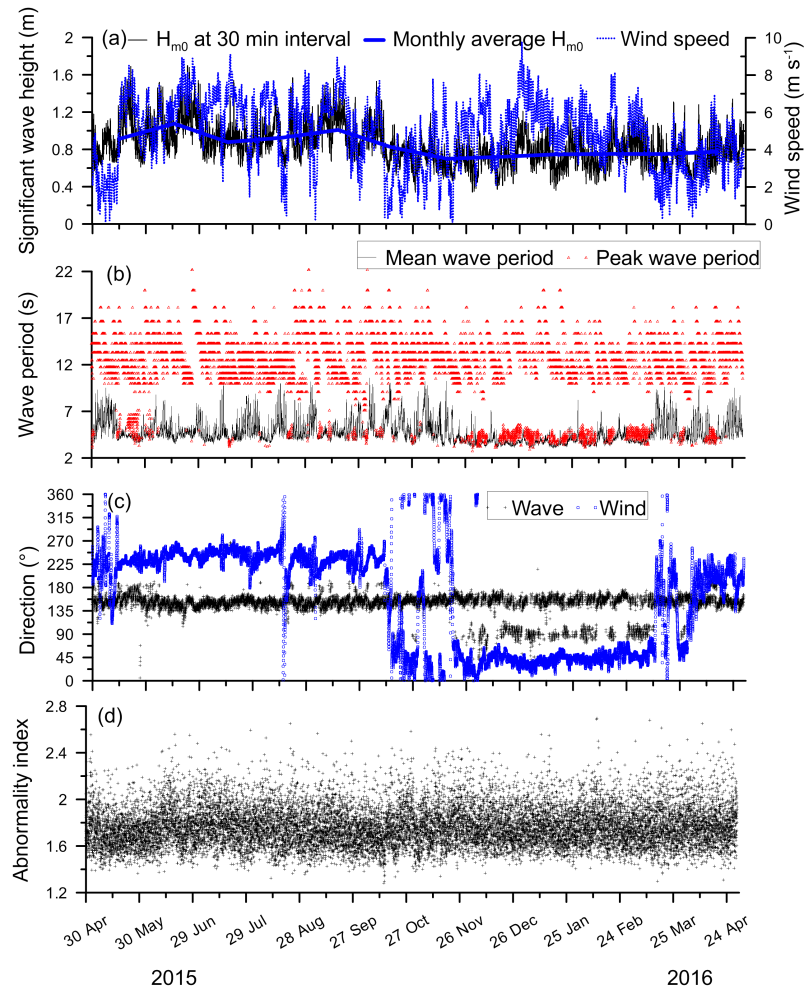 (a) — H_m0 at 30 min interval — Monthly average H_m0 Wind speed
Significant wave height (m)
2
1.6
1.2
0.8
0.4
0
10
8
6
4
2
0
Wind speed (m s⁻¹)
(b)
Mean wave period Peak wave period
Wave period (s)
22
17
12
7
2
(c)
Wave Wind
Direction (°)
360
315
270
225
180
135
90
45
0
(d)
Abnormality index
2.8
2.4
2
1.6
1.2
30 Apr 30 May 29 Jun 29 Jul 28 Aug 27 Sep 27 Oct 26 Nov 26 Dec 25 Jan 24 Feb 25 Mar 24 Apr
2015 2016